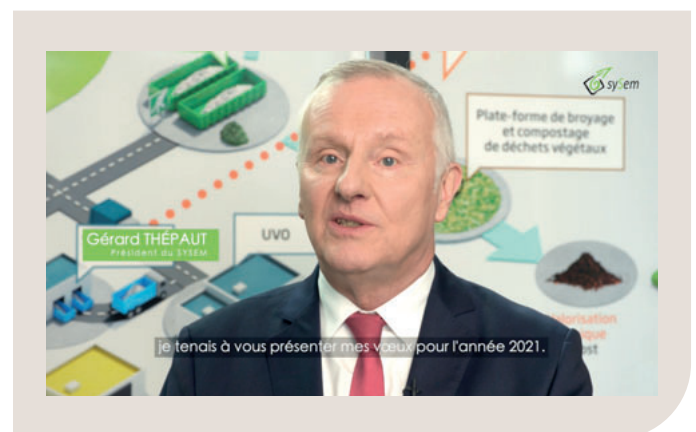 sySem
Plate-forme de broyage
et compostage
de déchets végétaux
Gérard THÉPAUT
Président du SYSEM
UVO
je tenais à vous présenter mes vœux pour l'année 2021.